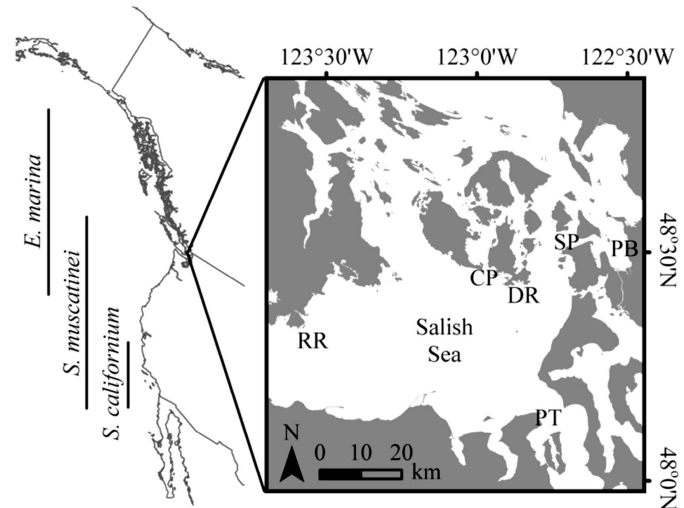 123°30'W 123°0'W 122°30'W
E. marina
S. muscatinei
S. californium
48°30'N
SP PB
CP
DR
RR
Salish
Sea
PT
N
0 10 20
km
48°0'N